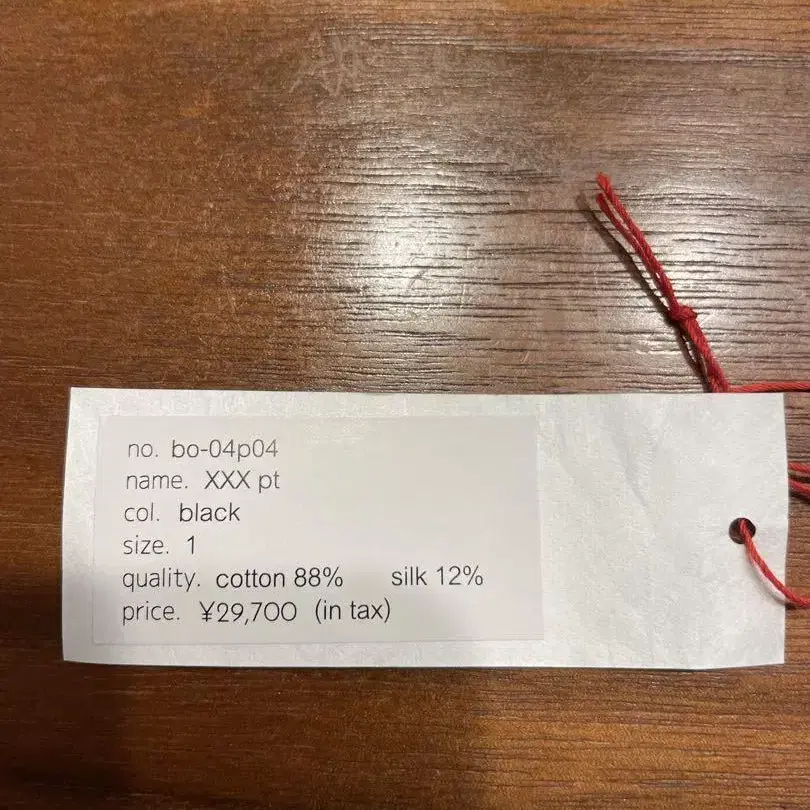 no. bo-04p04
name. XXX pt
col. black
size. 1
quality. cotton 88% silk 12%
price. ¥29,700 (in tax)